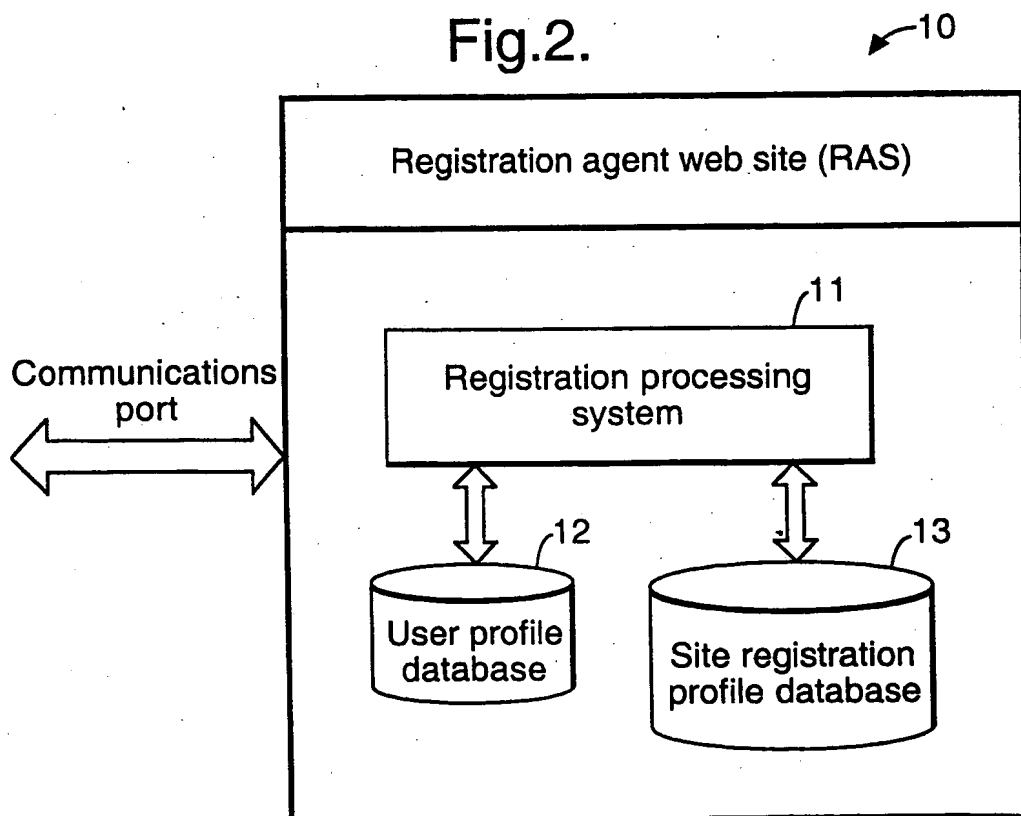 Fig.2.
10
Registration agent web site (RAS)
11
Registration processing
system
Communications
port
12
User profile
database
13
Site registration
profile database